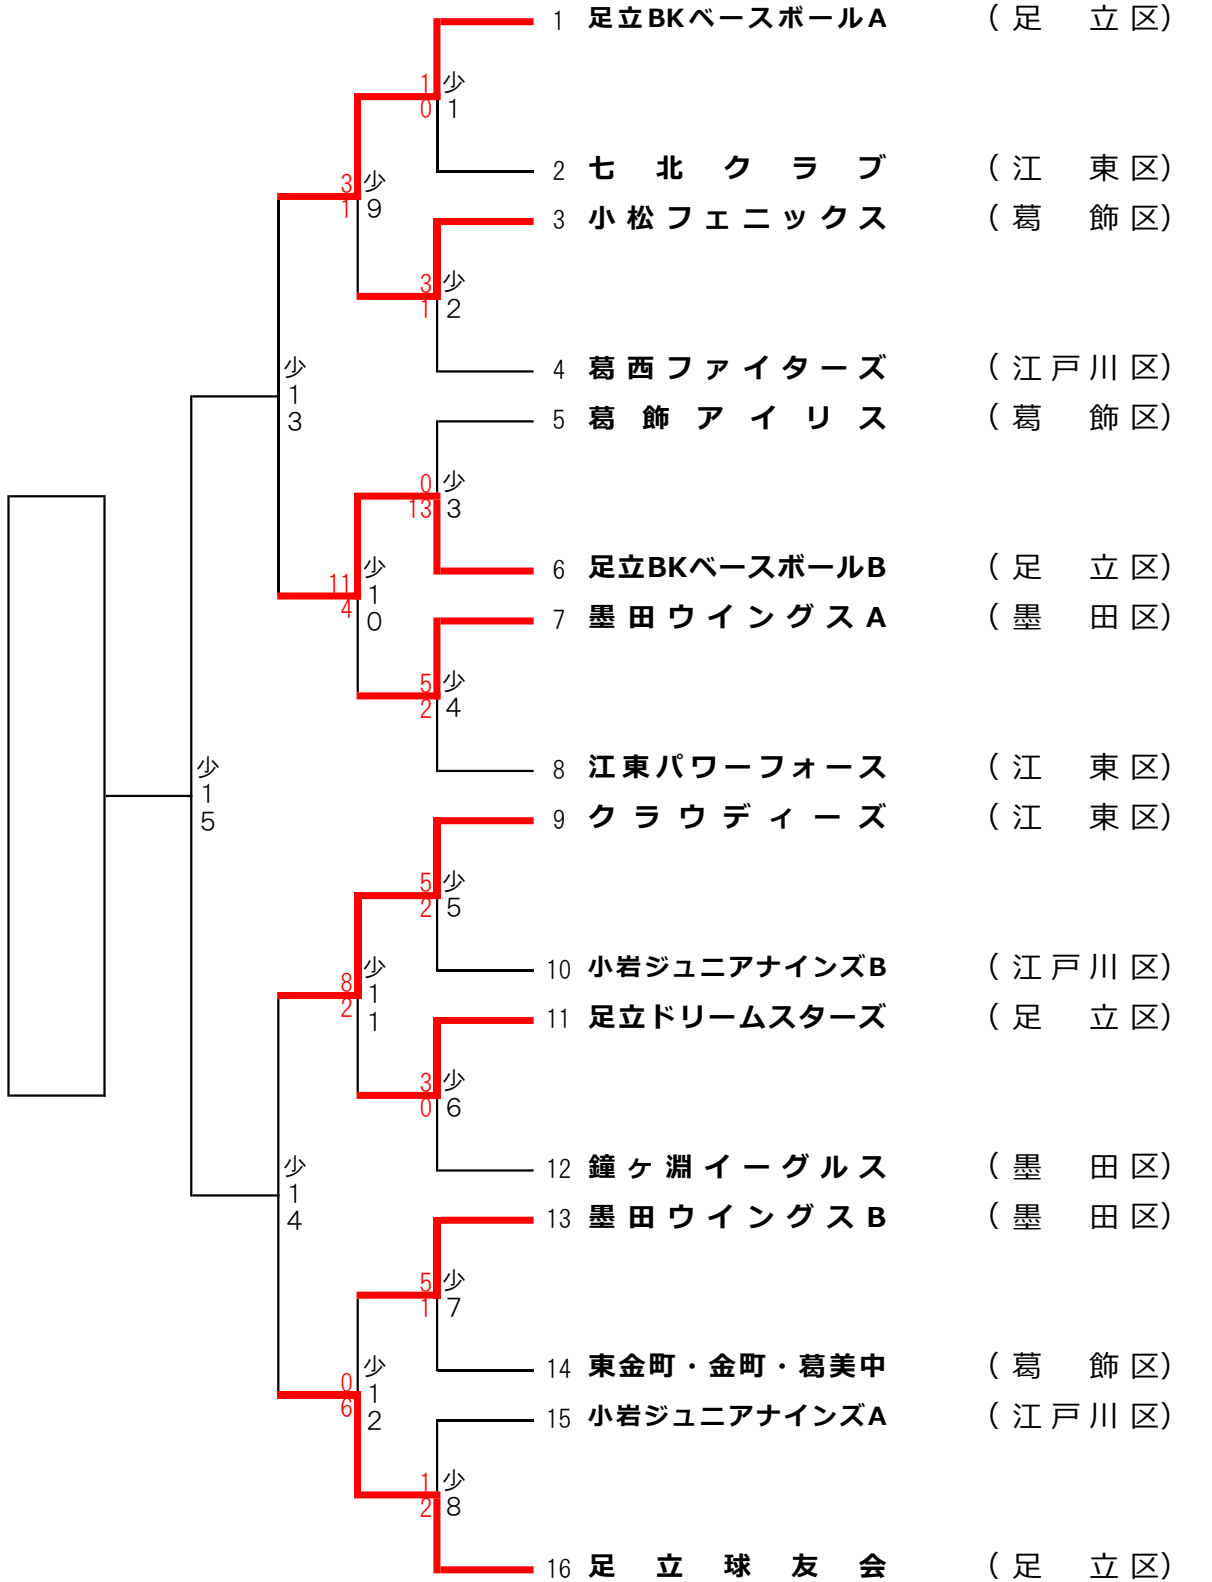 1 足立BKベースボールA (足 立区)
1 少
0 1
2 七北クラブ (江 東区)
3 少
1 9
3 小松フェニックス (葛 飾区)
3 少
1 2
4 葛西ファイターズ (江戸川区)
少
1
3
5 葛飾アイリス (葛 飾区)
0 少
13 3
6 足立BKベースボールB (足 立区)
11 少
4 1
0
7 墨田ウイングスA (墨 田区)
5 少
2 4
8 江東パワーフォース (江 東区)
少
1
5
9 クラウディーズ (江 東区)
5 少
2 5
10 小岩ジュニアナインズB (江戸川区)
8 少
2 1
1
11 足立ドリームスターズ (足 立区)
3 少
0 6
12 鐘ヶ淵イーグルス (墨 田区)
少
1
4
13 墨田ウイングスB (墨 田区)
5 少
1 7
14 東金町・金町・葛美中 (葛 飾区)
0 少
6 1
2
15 小岩ジュニアナインズA (江戸川区)
1 少
2 8
16 足立球友会 (足 立区)